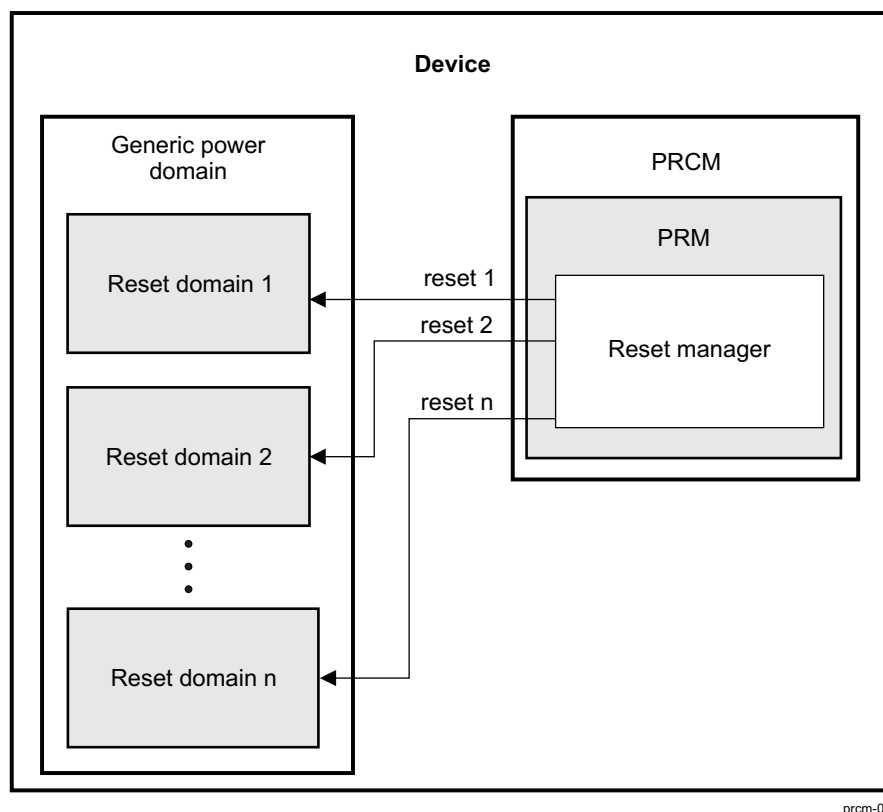 Device
Generic power
domain
PRCM
PRM
Reset domain 1
reset 1
reset 2
Reset manager
reset n
Reset domain 2
Reset domain n